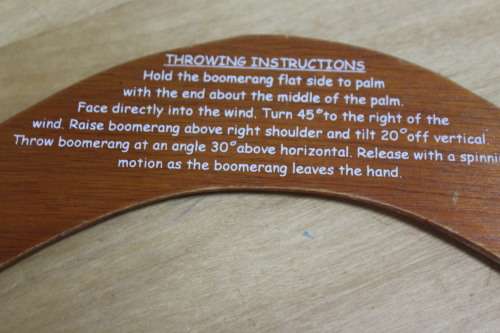 THROWING INSTRUCTIONS
Hold the boomerang flat side to palm
with the end about the middle of the palm.
Face directly into the wind. Turn 45° to the right of the
wind. Raise boomerang above right shoulder and tilt 20° off vertical.
Throw boomerang at an angle 30° above horizontal. Release with a spinni
motion as the boomerang leaves the hand.